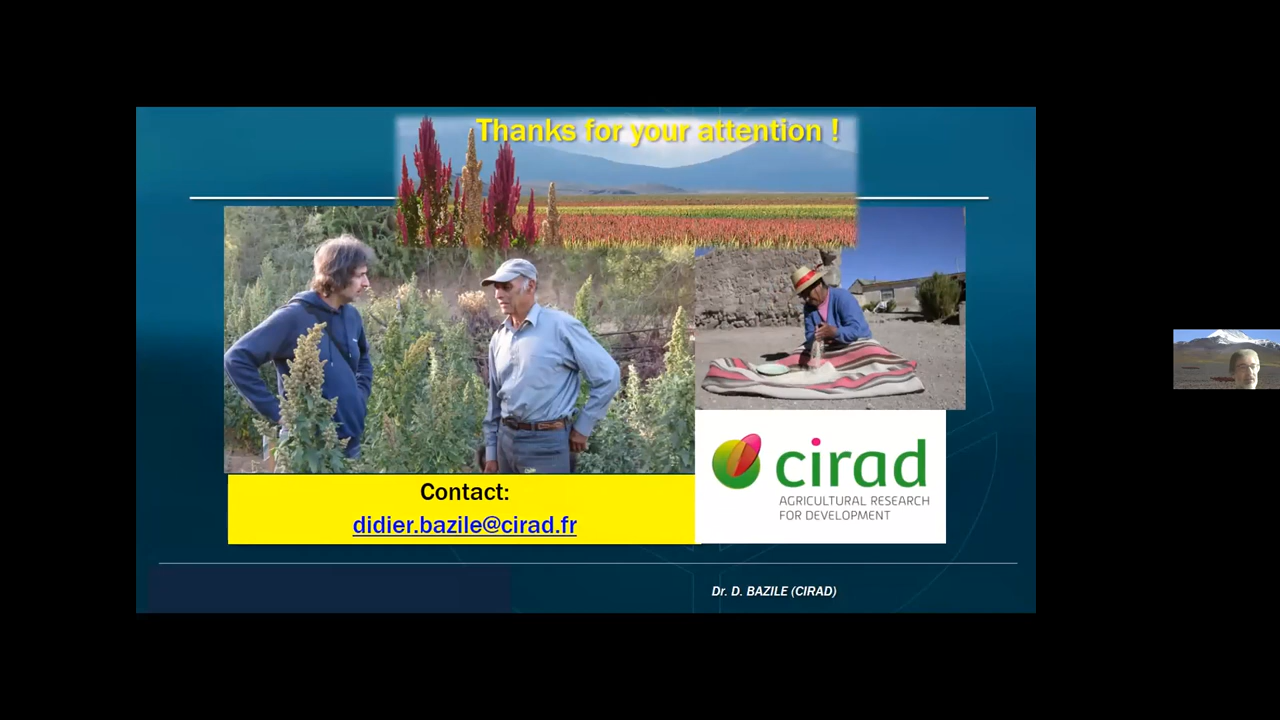 Thanks for your attention !
Contact:
didier.bazile@cirad.fr
cirad
AGRICULTURAL RESEARCH
FOR DEVELOPMENT
Dr. D. BAZILE (CIRAD)